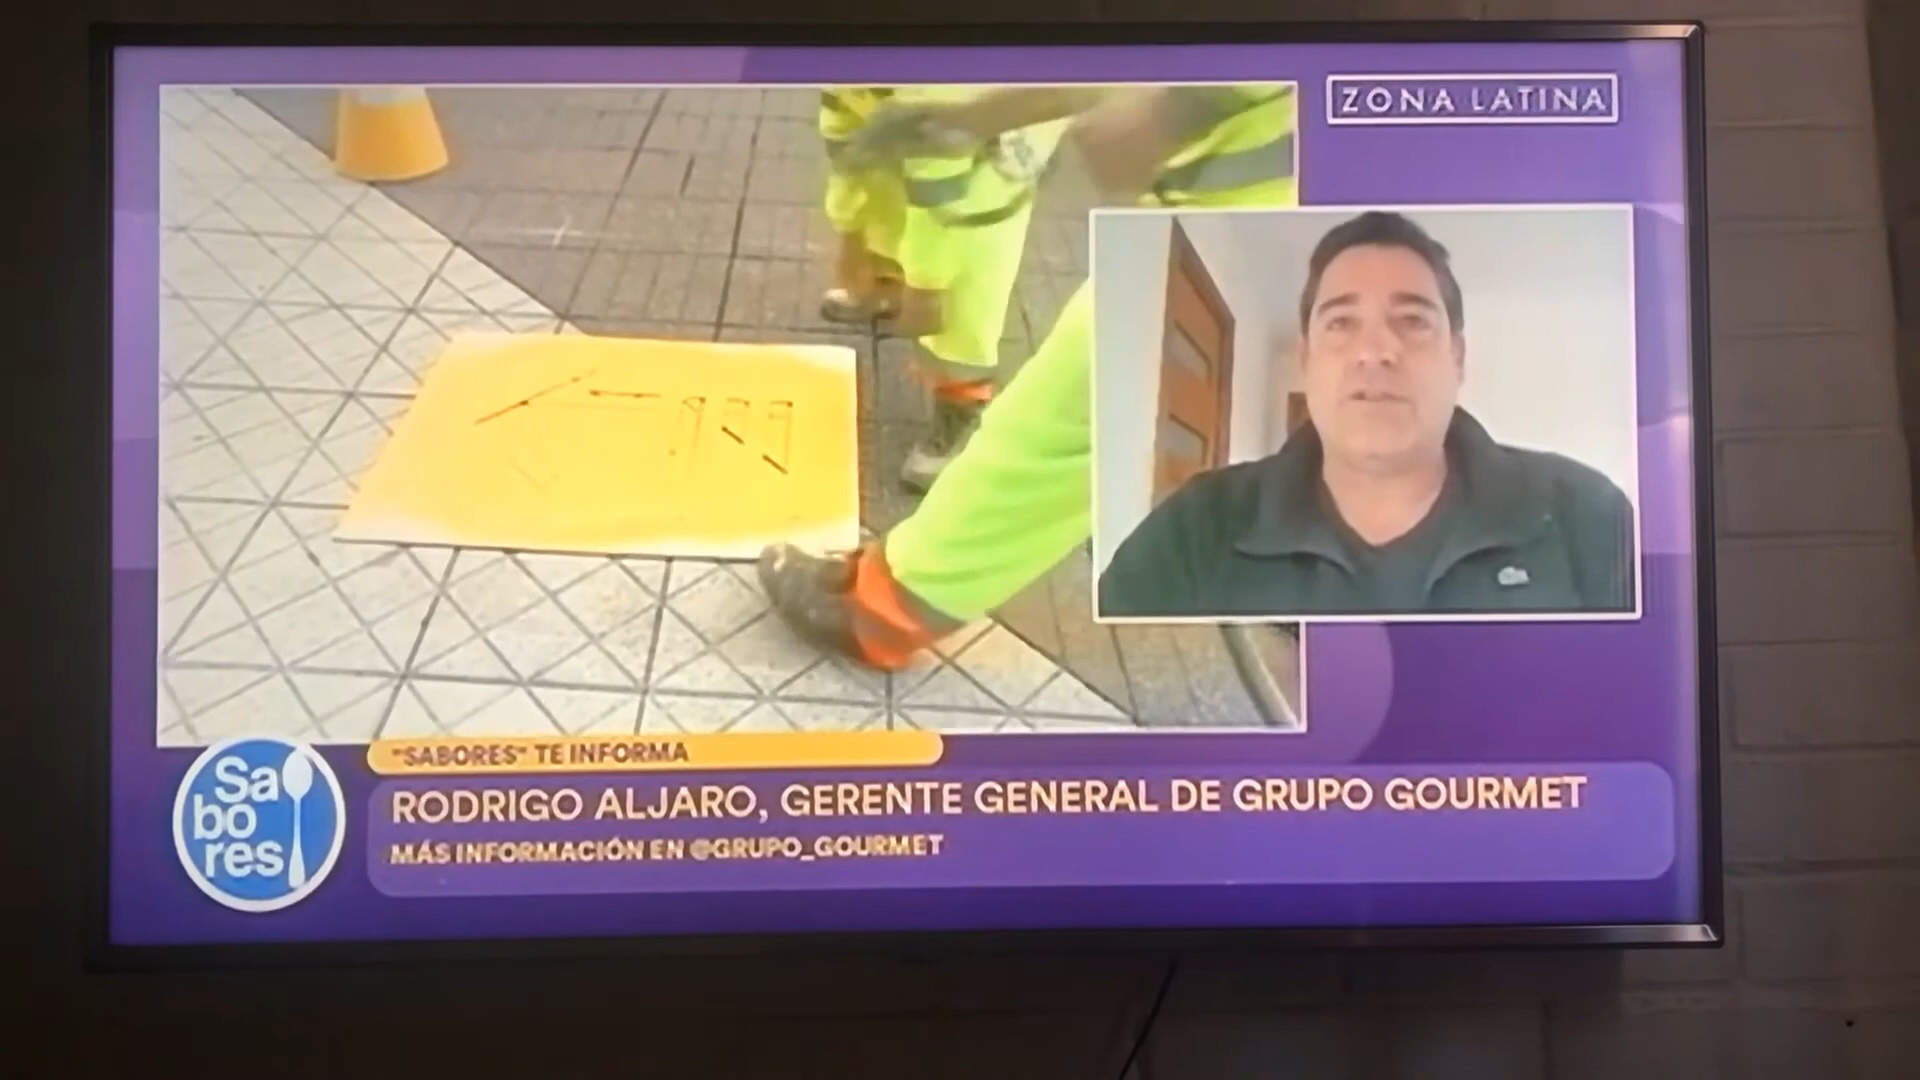 ZONA LATINA
"SABORES" TE INFORMA
Sa
bo
res
RODRIGO ALJARO, GERENTE GENERAL DE GRUPO GOURMET
MÁS INFORMACIÓN EN @GRUPO_GOURMET